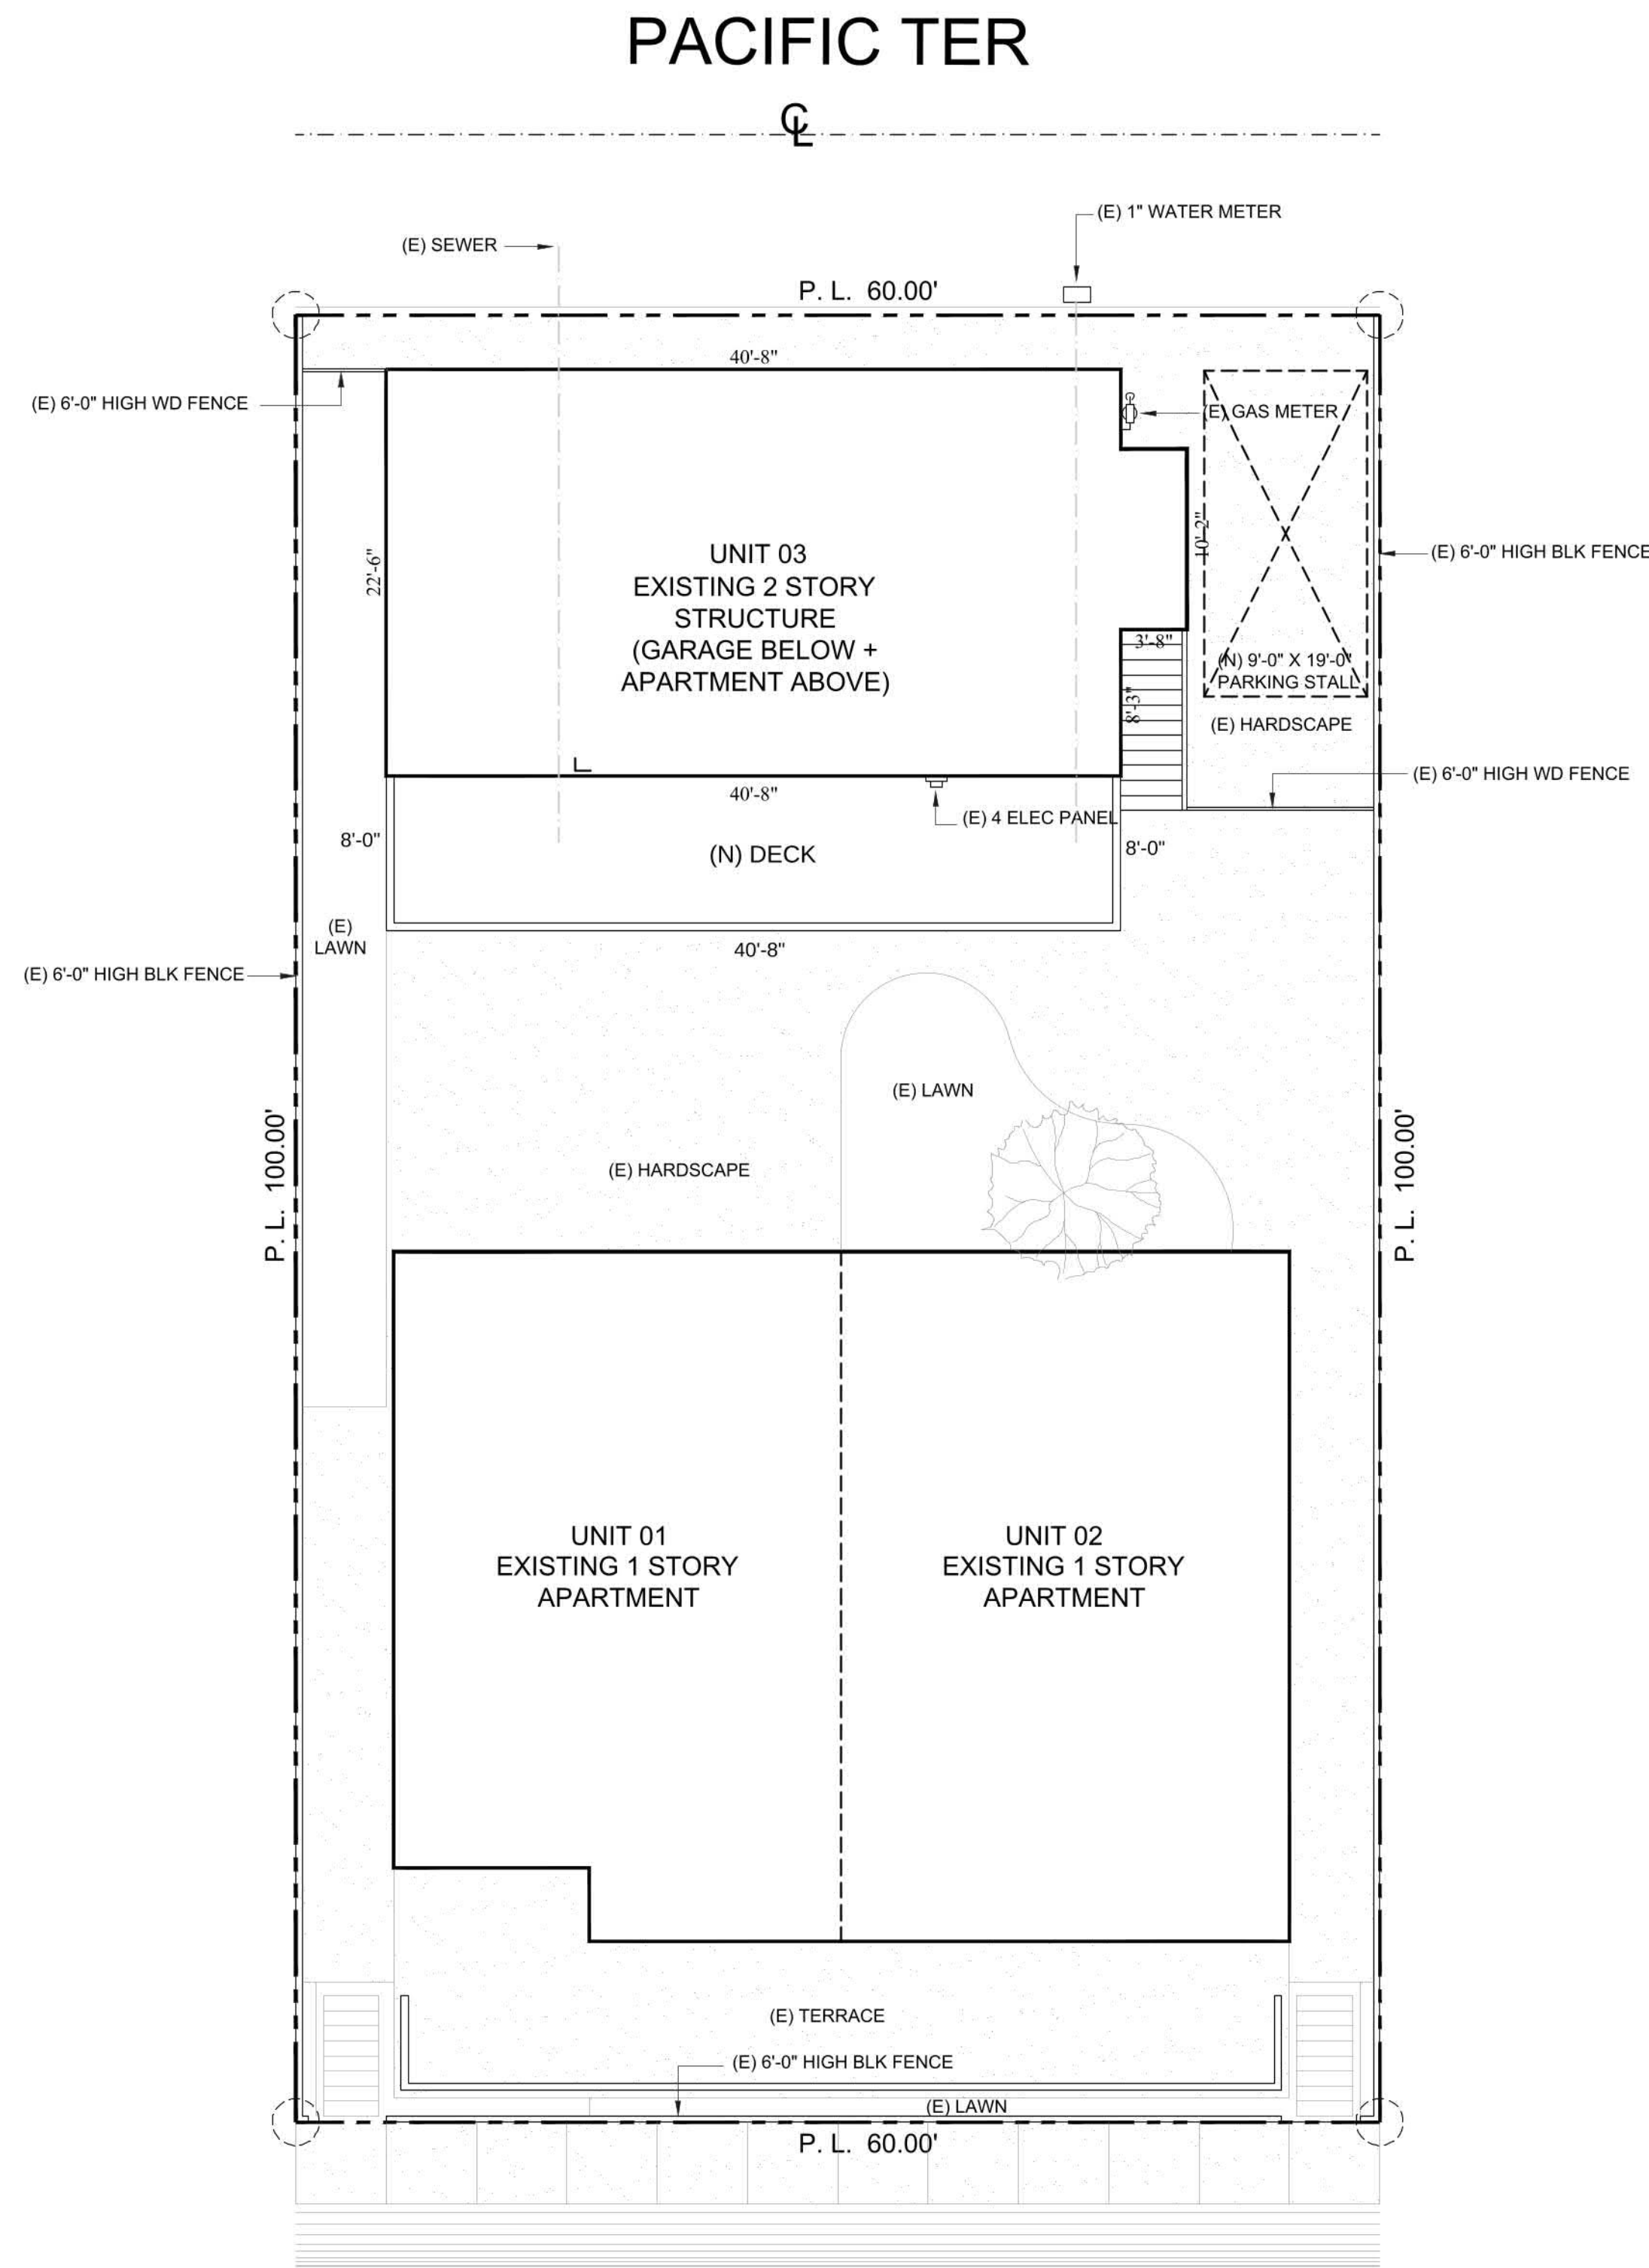 PACIFIC TER
℄
(E) 1" WATER METER
(E) SEWER
P. L.  60.00'
40'-8"
(E) 6'-0" HIGH WD FENCE
(E) GAS METER
10'-2"
(E) 6'-0" HIGH BLK FENCE
22'-6"
UNIT 03
EXISTING 2 STORY
STRUCTURE
(GARAGE BELOW +
APARTMENT ABOVE)
3'-8"
(N) 9'-0" X 19'-0"
PARKING STALL
8'-3"
(E) HARDSCAPE
(E) 6'-0" HIGH WD FENCE
40'-8"
(E) 4 ELEC PANEL
8'-0"
(N) DECK
8'-0"
(E)
LAWN
40'-8"
(E) 6'-0" HIGH BLK FENCE
(E) LAWN
P. L.  100.00'
P. L.  100.00'
(E) HARDSCAPE
UNIT 01
EXISTING 1 STORY
APARTMENT
UNIT 02
EXISTING 1 STORY
APARTMENT
(E) TERRACE
(E) 6'-0" HIGH BLK FENCE
(E) LAWN
P. L.  60.00'